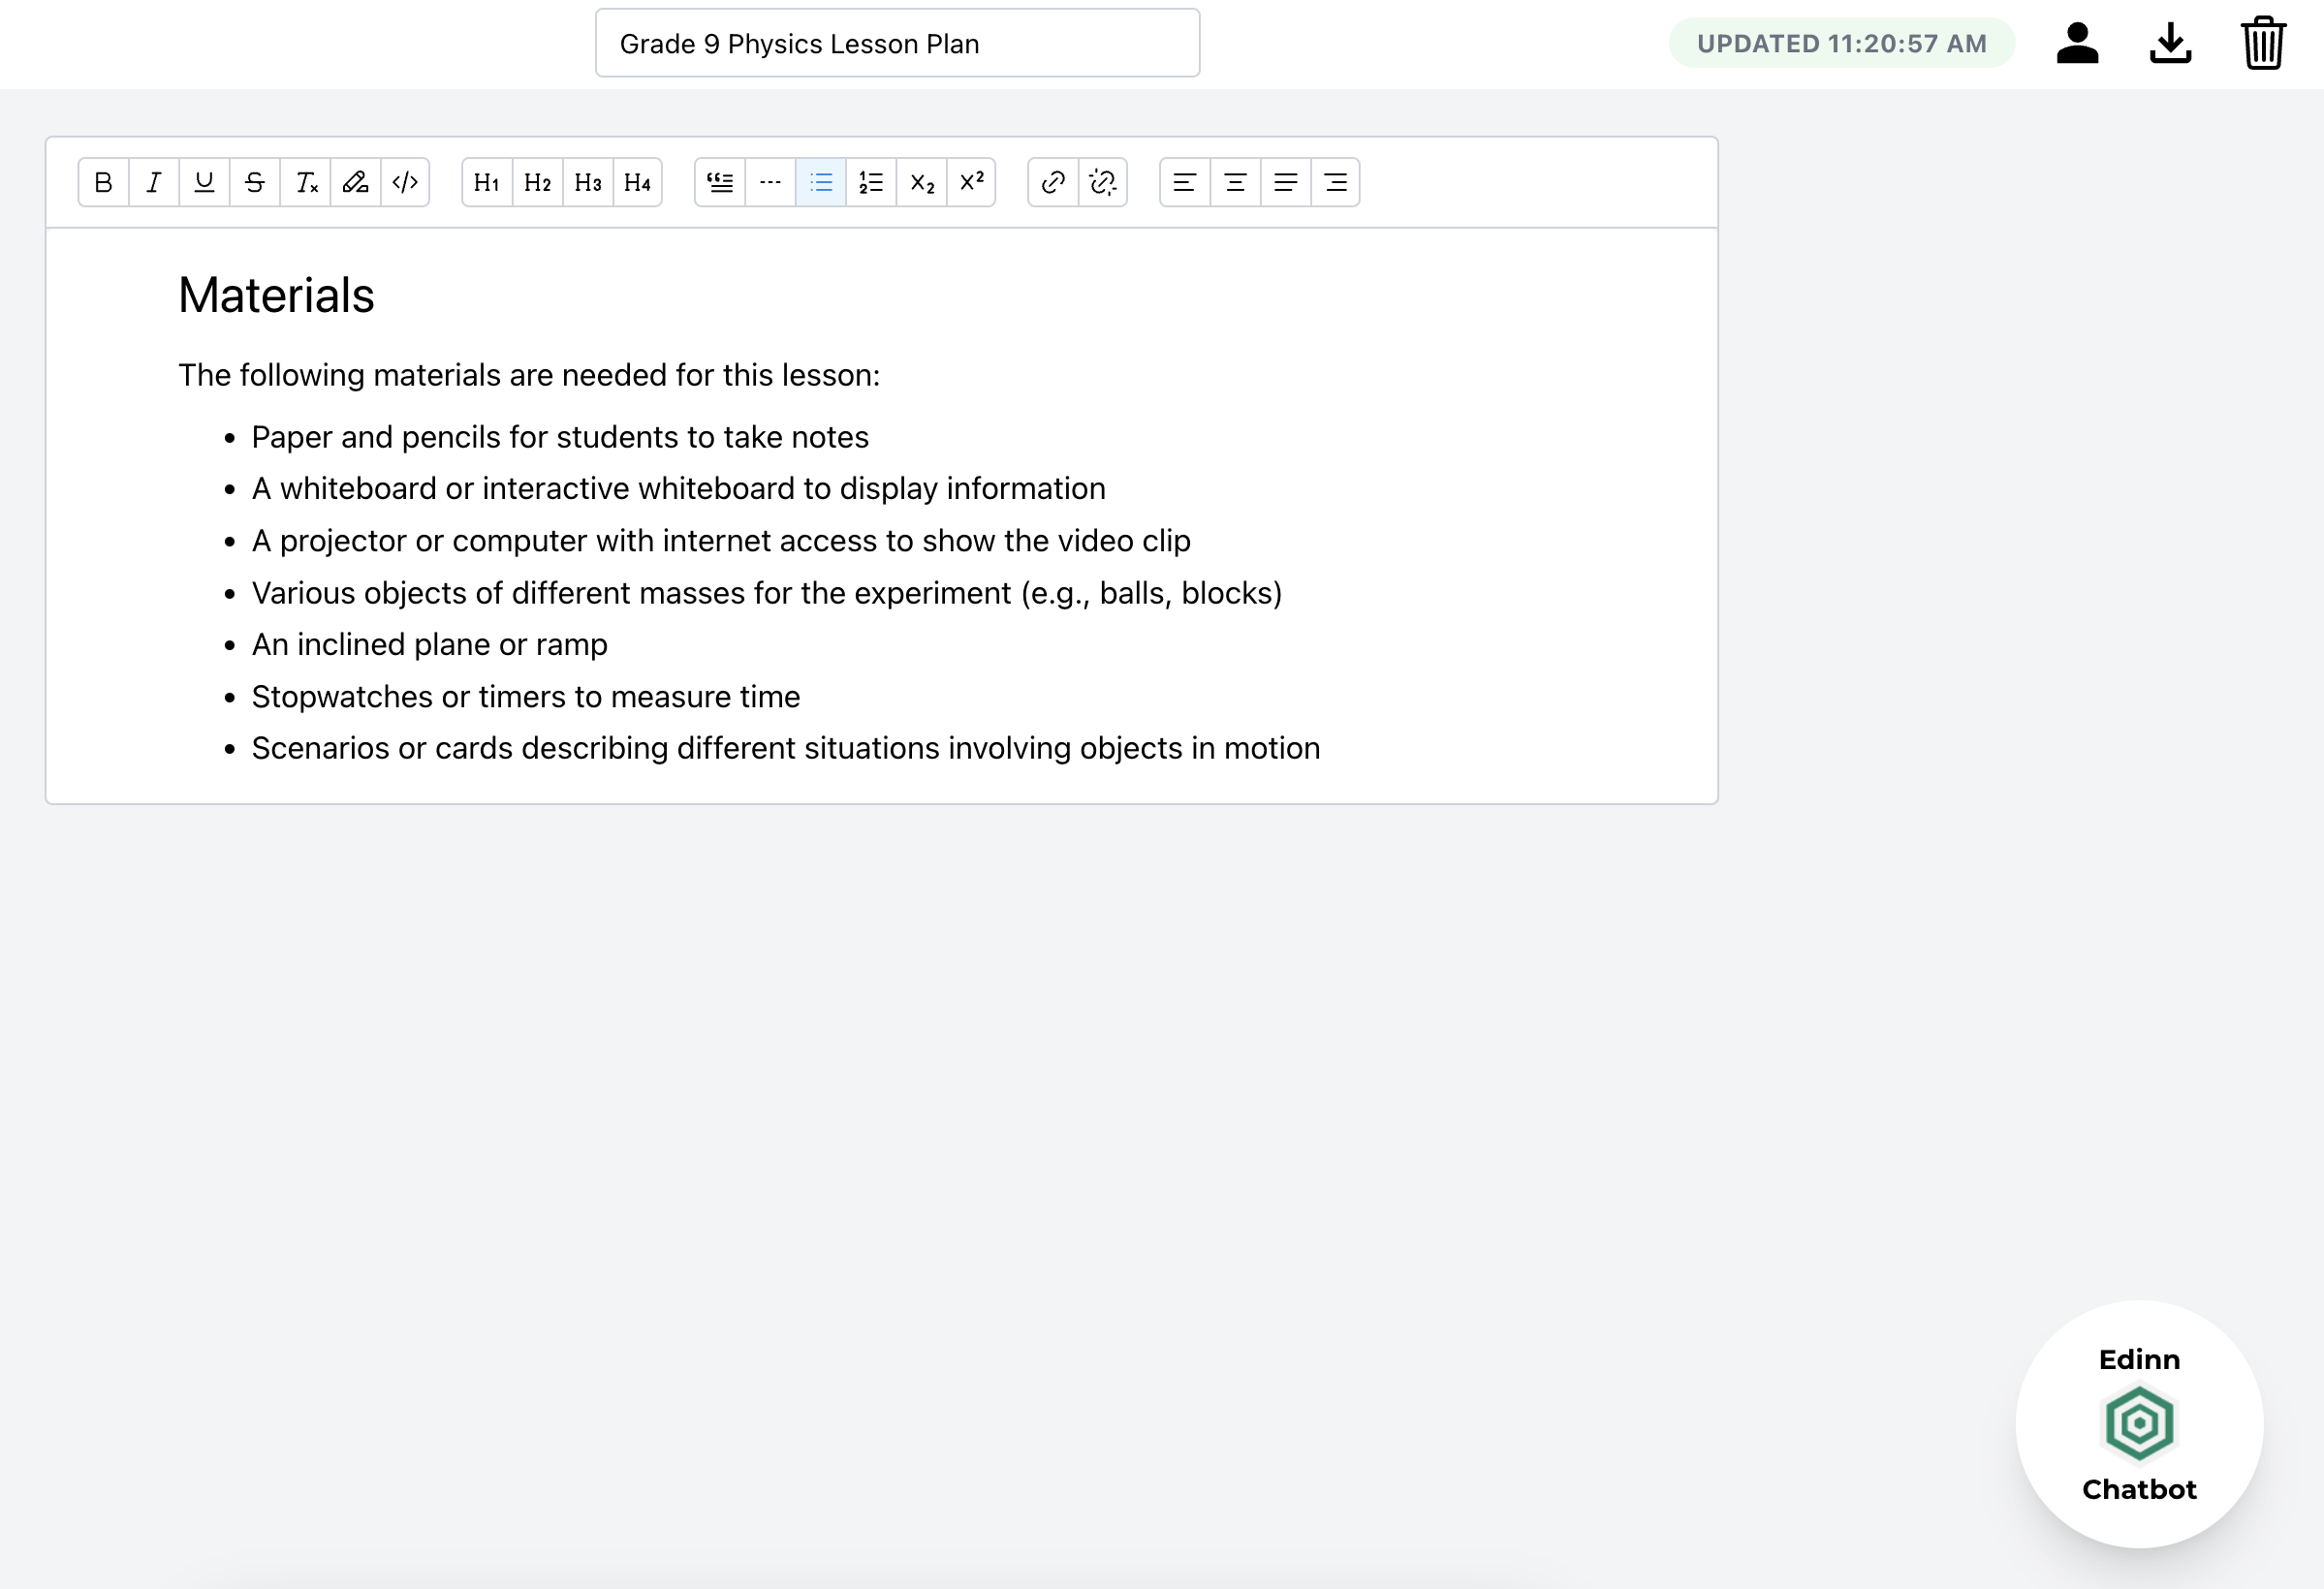 Grade 9 Physics Lesson Plan
UPDATED 11:20:57 AM
B I U S Tx </> H1 H2 H3 H4 X2 X²
Materials
The following materials are needed for this lesson:
• Paper and pencils for students to take notes
• A whiteboard or interactive whiteboard to display information
• A projector or computer with internet access to show the video clip
• Various objects of different masses for the experiment (e.g., balls, blocks)
• An inclined plane or ramp
• Stopwatches or timers to measure time
• Scenarios or cards describing different situations involving objects in motion
Edinn
Chatbot